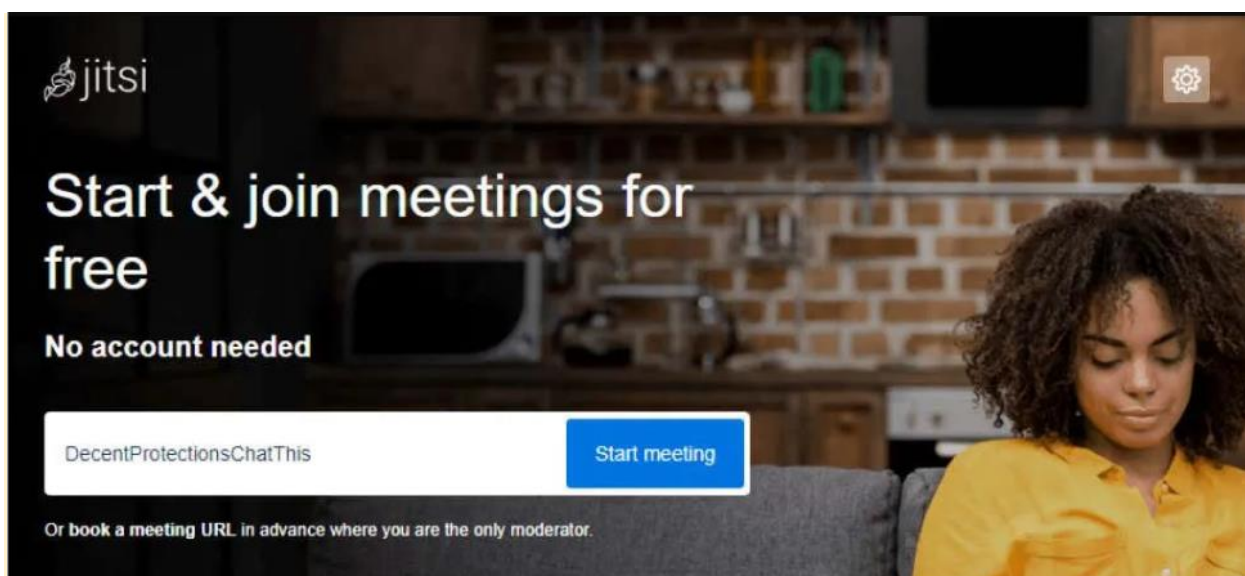 jitsi
Start & join meetings for
free
No account needed
DecentProtectionsChatThis
Start meeting
Or book a meeting URL in advance where you are the only moderator.